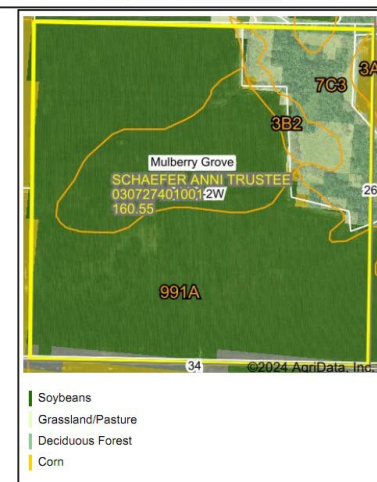 7C3
3A
3B2
Mulberry Grove
SCHAEFER ANNI TRUSTEE
030727401001-2W
26
160.55
991A
34
©2024 AgriData, Inc.
Soybeans
Grassland/Pasture
Deciduous Forest
Corn